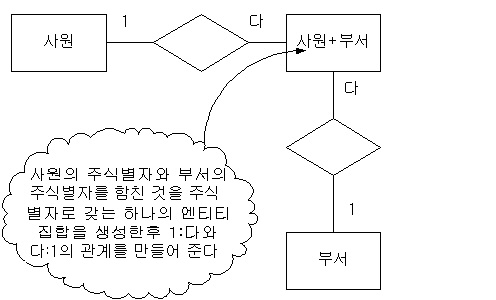 사원
1
다
사원+부서
다
1
부서
사원의 주식별자와 부서의
주식별자를 합친 것을 주식
별자로 갖는 하나의 엔티티
집합을 생성한후 1:다와
다:1의 관계를 만들어 준다